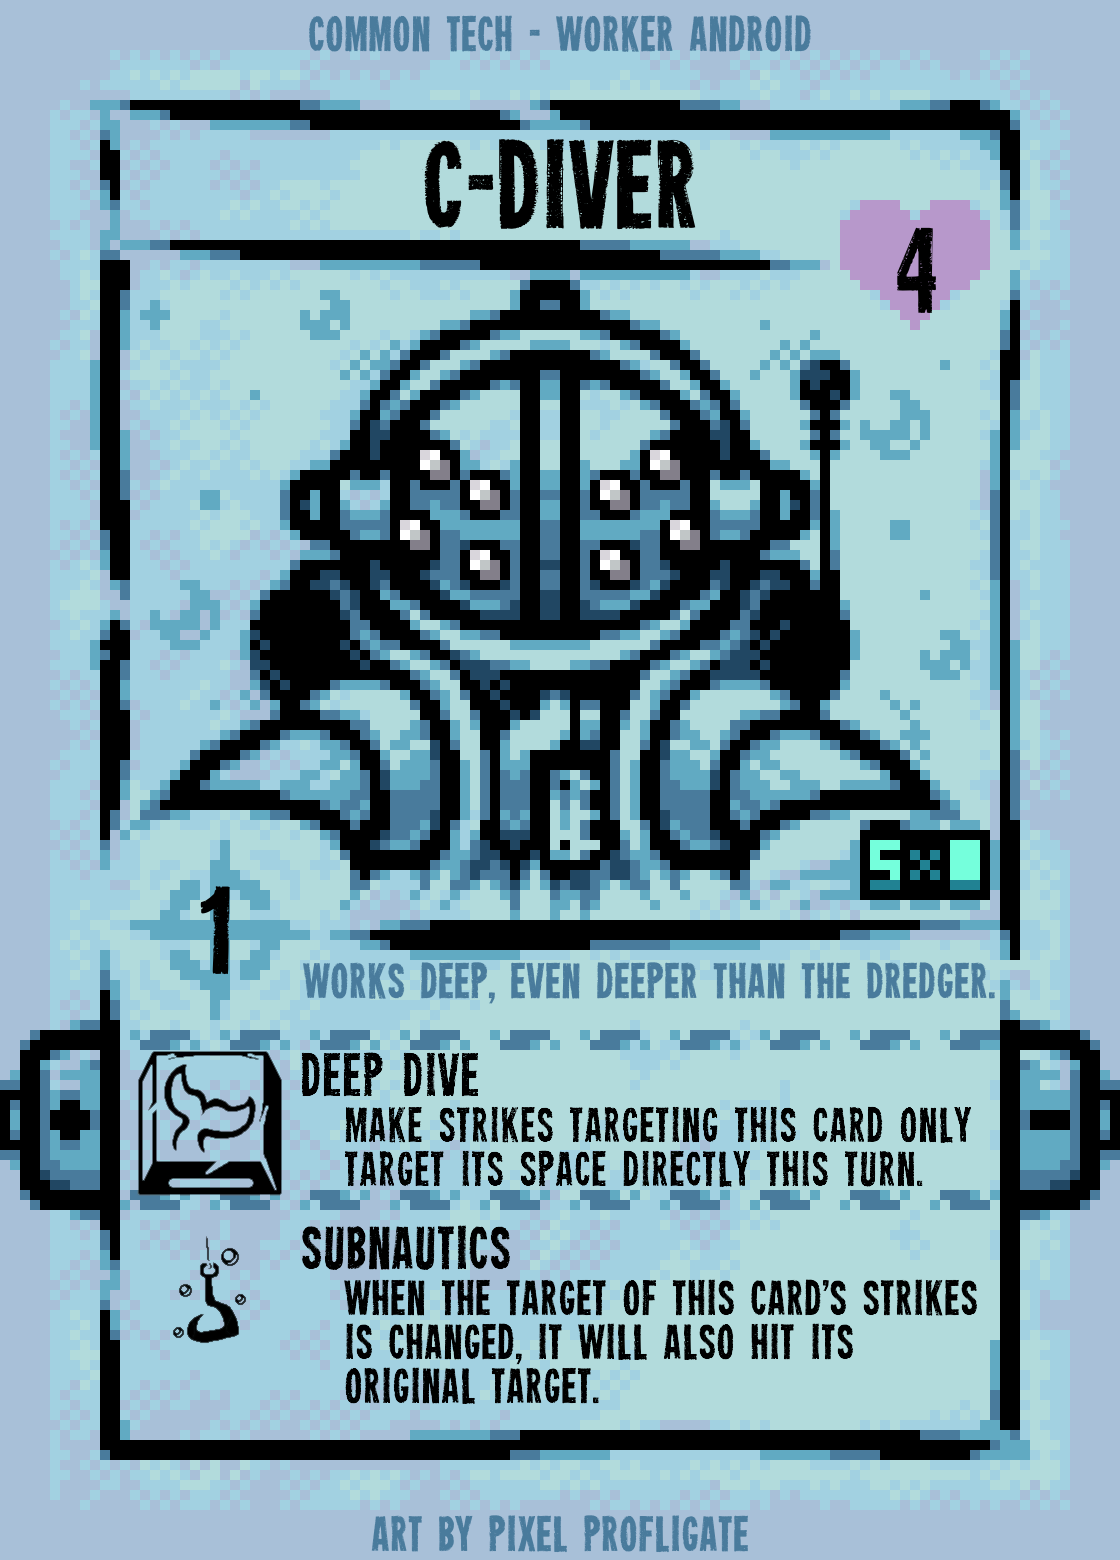 COMMON TECH - WORKER ANDROID
C-DIVER
4
5X
1
WORKS DEEP, EVEN DEEPER THAN THE DREDGER.
DEEP DIVE
MAKE STRIKES TARGETING THIS CARD ONLY
TARGET ITS SPACE DIRECTLY THIS TURN.
SUBNAUTICS
WHEN THE TARGET OF THIS CARD'S STRIKES
IS CHANGED, IT WILL ALSO HIT ITS
ORIGINAL TARGET.
ART BY PIXEL PROFLIGATE